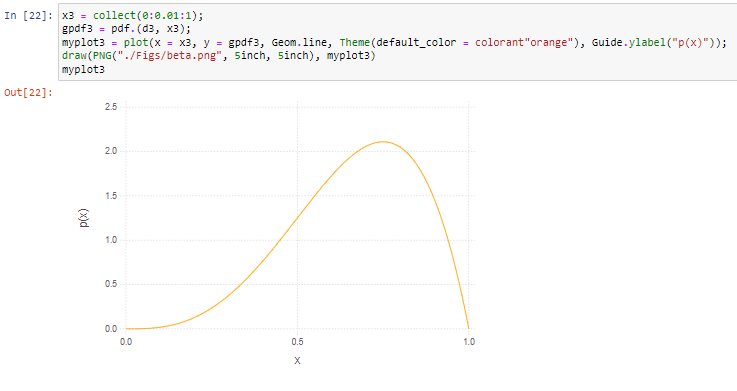 In [22]: x3 = collect(0:0.01:1);
gpdf3 = pdf.(d3, x3);
myplot3 = plot(x = x3, y = gpdf3, Geom.line, Theme(default_color = colorant"orange"), Guide.ylabel("p(x)"));
draw(PNG("./Figs/beta.png", 5inch, 5inch), myplot3)
myplot3
Out[22]:
2.5
2.0
1.5
p(x)
1.0
0.5
0.0
0.0 0.5 1.0
x